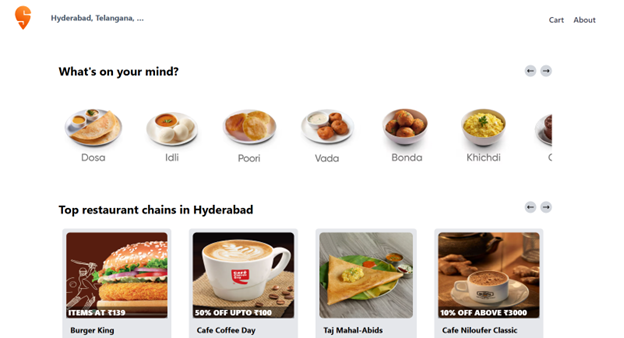 Hyderabad, Telangana, ...
Cart About
What's on your mind?
Dosa Idli Poori Vada Bonda Khichdi
Top restaurant chains in Hyderabad
ITEMS AT ₹139
50% OFF UPTO ₹100
10% OFF ABOVE ₹3000
Burger King
Cafe Coffee Day
Taj Mahal-Abids
Cafe Niloufer Classic